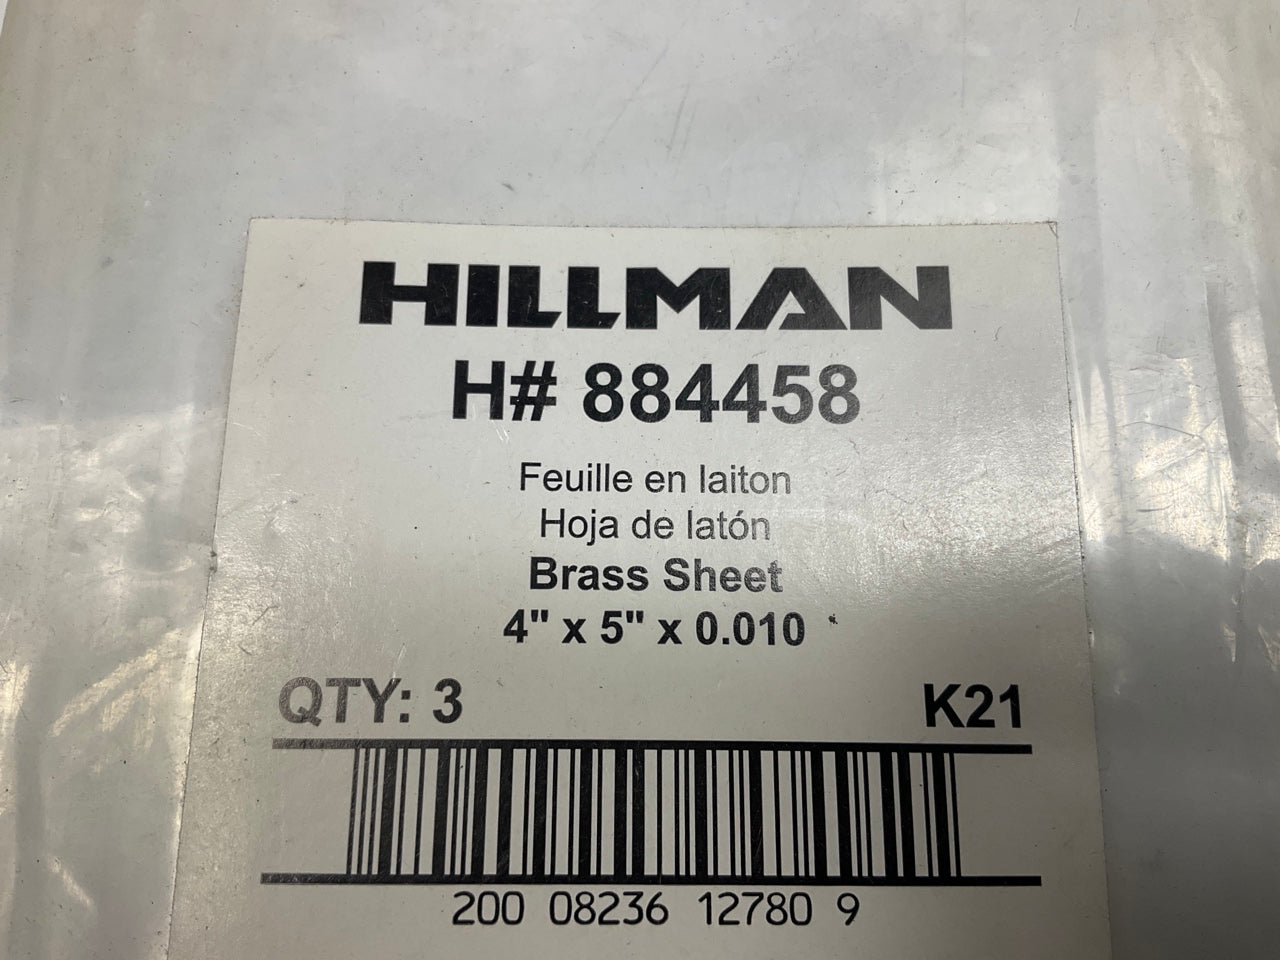 HILLMAN
H# 884458
Feuille en laiton
Hoja de latón
Brass Sheet
4" x 5" x 0.010
QTY: 3 K21
200 08236 12780 9